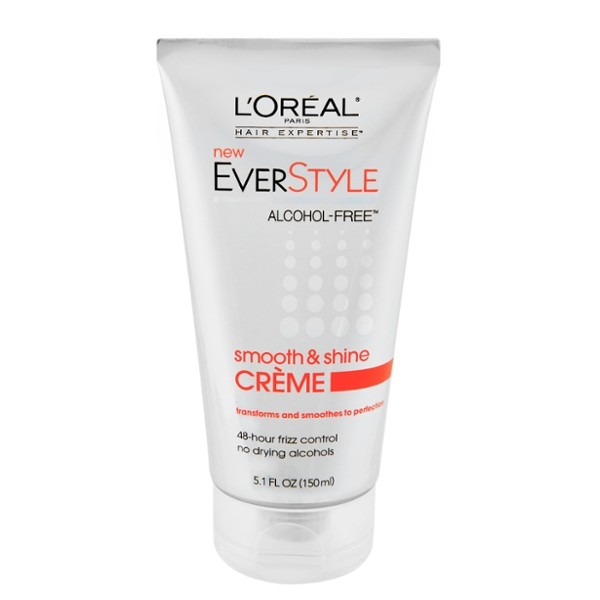 L'ORÉAL®
PARIS
HAIR EXPERTISE™
new
EVERSTYLE
ALCOHOL-FREE™
smooth & shine
CRÈME
transforms and smoothes to perfection
48-hour frizz control
no drying alcohols
5.1 FL OZ (150ml)